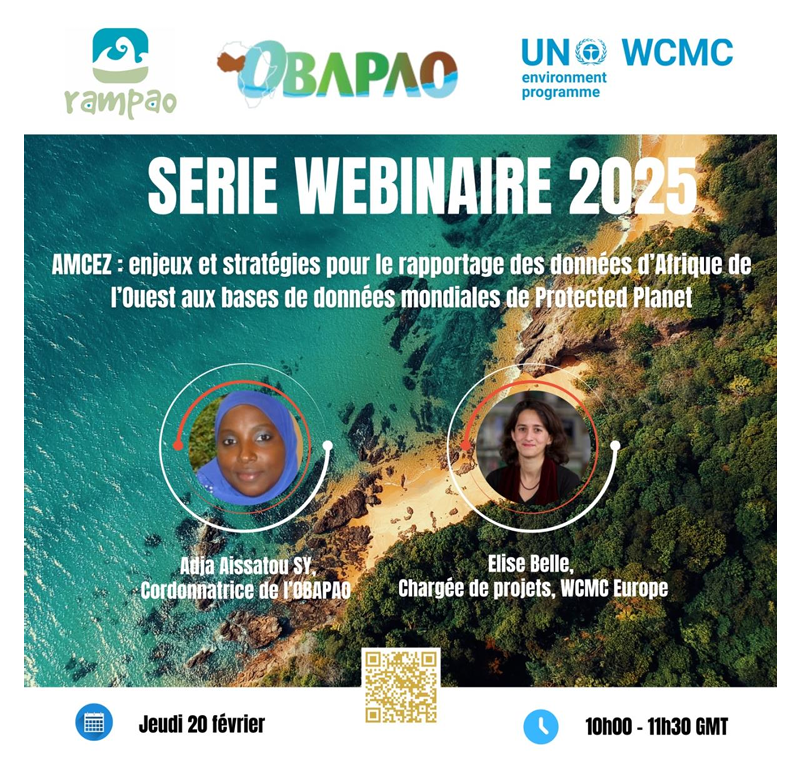 rampao
OBAPAO
UN WCMC
environment
programme
SERIE WEBINAIRE 2025
AMCEZ : enjeux et stratégies pour le rapportage des données d'Afrique de
l'Ouest aux bases de données mondiales de Protected Planet
Adja Aissatou SY,
Cordonnatrice de l'OBAPAO
Elise Belle,
Chargée de projets, WCMC Europe
Jeudi 20 février
10h00 - 11h30 GMT